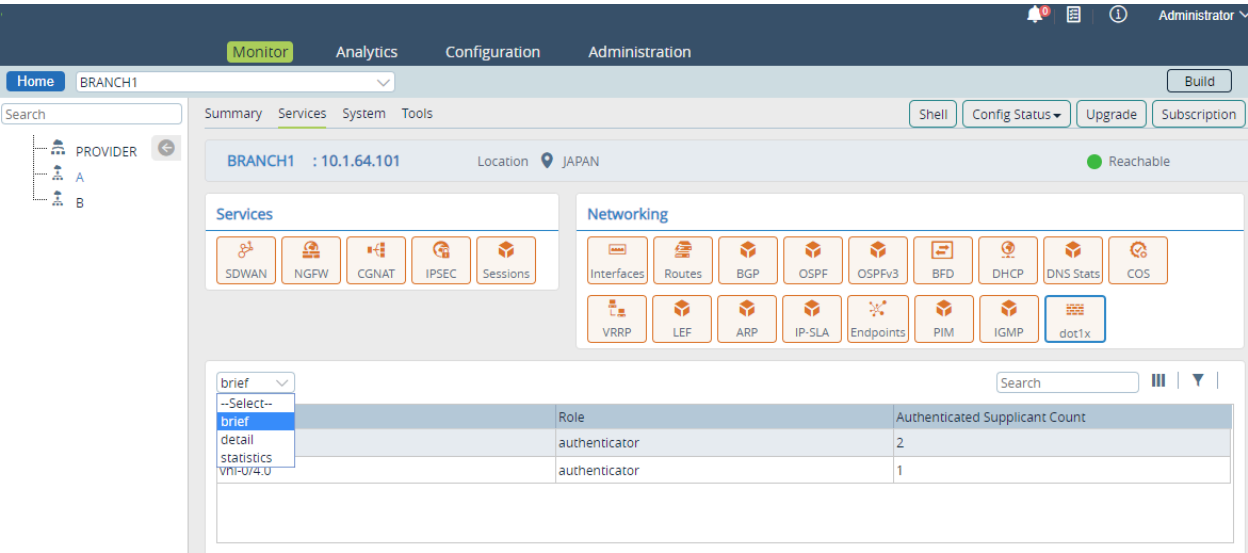 0
Administrator
Monitor Analytics Configuration Administration
Home BRANCH1 Build
Search
Summary Services System Tools Shell Config Status Upgrade Subscription
PROVIDER
A
B
BRANCH1 : 10.1.64.101 Location JAPAN Reachable
Services
SDWAN NGFW CGNAT IPSEC Sessions
Networking
Interfaces Routes BGP OSPF OSPFv3 BFD DHCP DNS Stats COS
VRRP LEF ARP IP-SLA Endpoints PIM IGMP dot1x
brief Search
--Select--
brief
detail
statistics
Role Authenticated Supplicant Count
authenticator 2
vni-0/4.0 authenticator 1